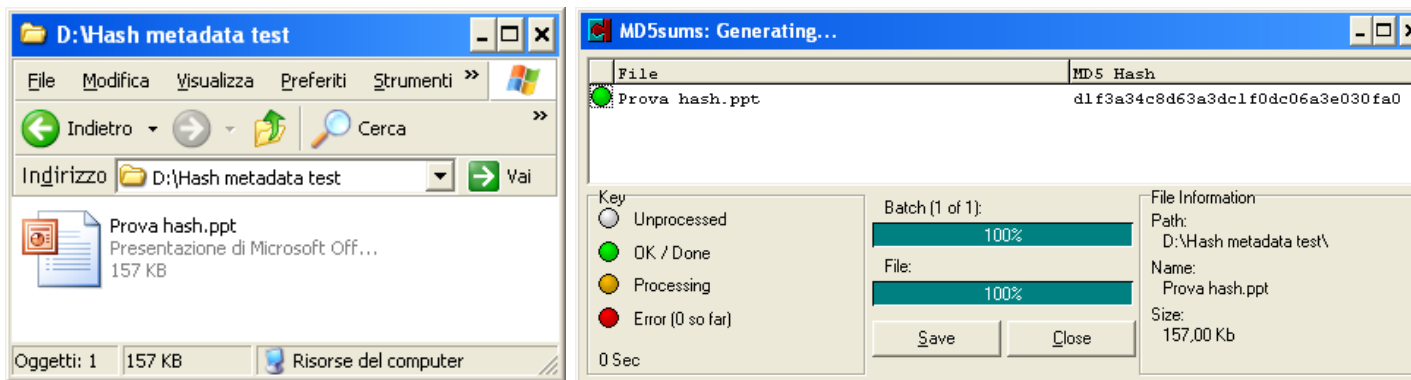 D:\Hash metadata test
File Modifica Visualizza Preferiti Strumenti »
Indietro Cerca »
Indirizzo D:\Hash metadata test Vai
Prova hash.ppt
Presentazione di Microsoft Off...
157 KB
Oggetti: 1 157 KB Risorse del computer
MD5sums: Generating...
File MD5 Hash
Prova hash.ppt d1f3a34c8d63a3dc1f0dc06a3e030fa0
Key
Unprocessed
OK / Done
Processing
Error (0 so far)
0 Sec
Batch (1 of 1):
100%
File:
100%
Save Close
File Information
Path:
D:\Hash metadata test\
Name:
Prova hash.ppt
Size:
157,00 Kb